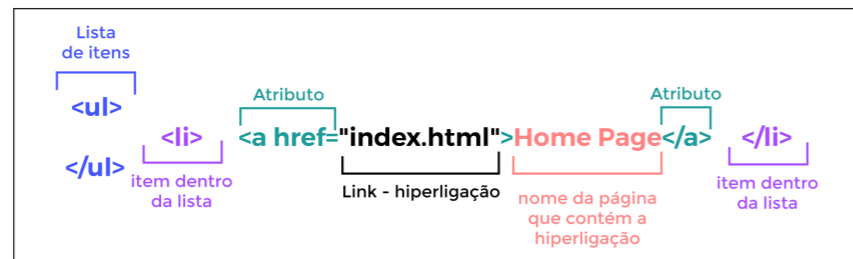 Lista
de itens
<ul>
Atributo
Atributo
<li> <a href="index.html">Home Page</a> </li>
</ul>
item dentro
da lista
Link - hiperligação
nome da página
que contém a
hiperligação
item dentro
da lista